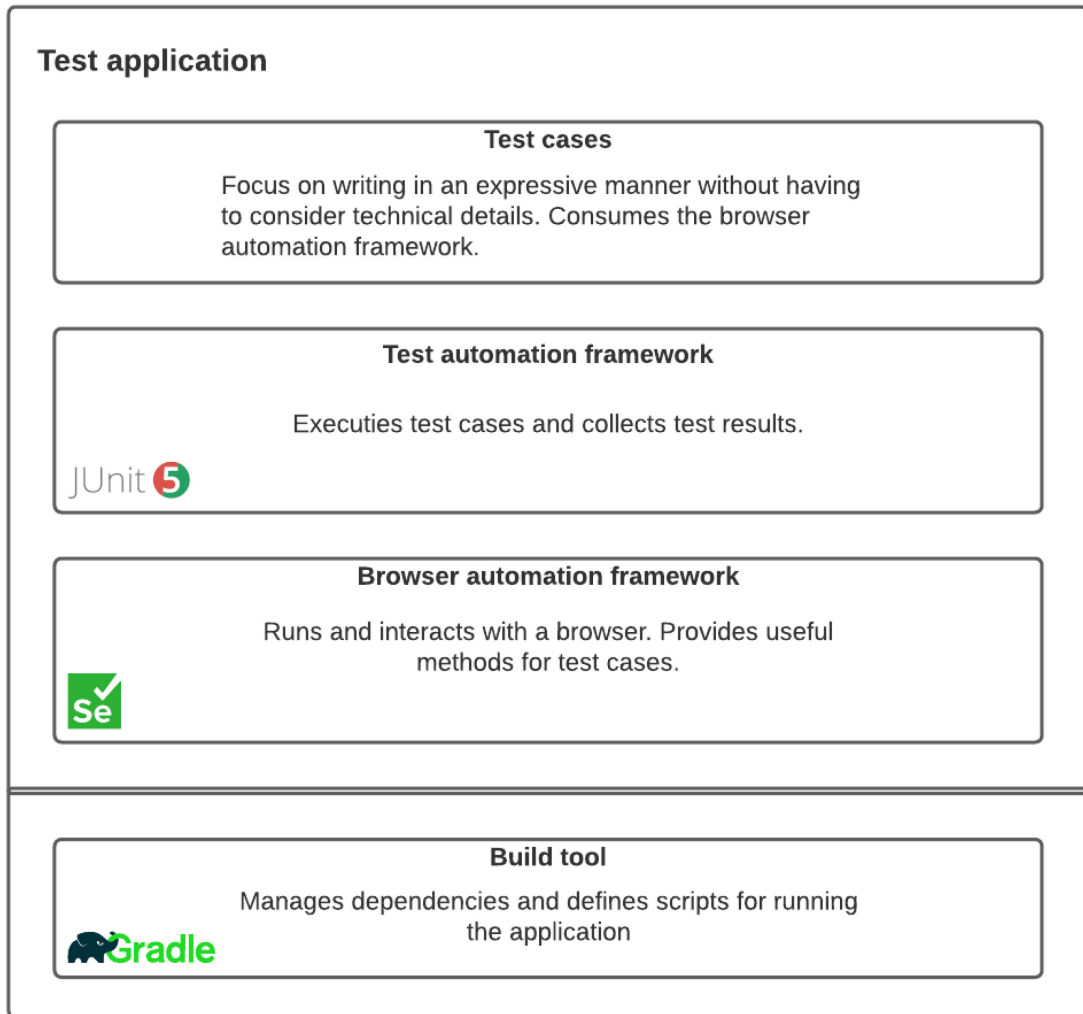 Test application
Test cases
Focus on writing in an expressive manner without having
to consider technical details. Consumes the browser
automation framework.
Test automation framework
Executies test cases and collects test results.
JUnit 5
Browser automation framework
Runs and interacts with a browser. Provides useful
methods for test cases.
Se
Build tool
Manages dependencies and defines scripts for running
the application
Gradle